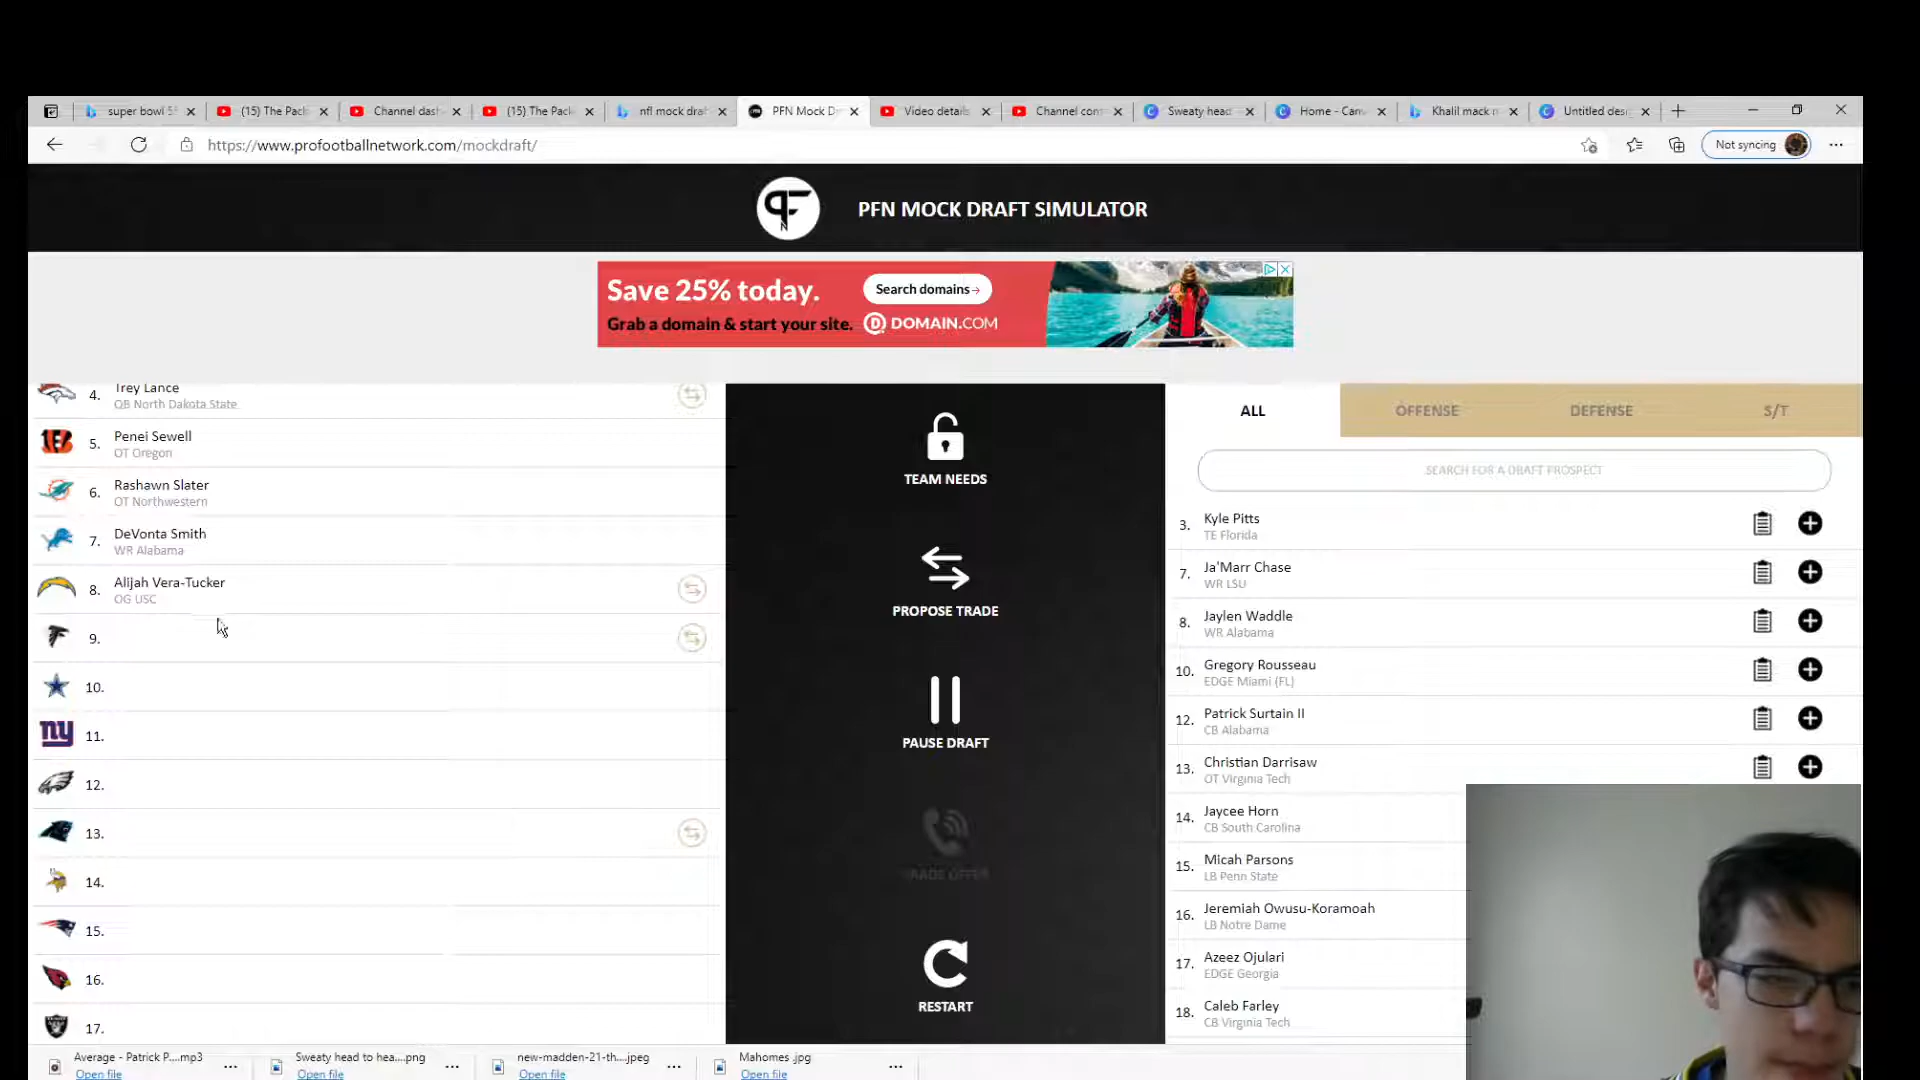 super bowl 5
(15) The Pack
Channel dash
(15) The Pack
nfl mock dra
PFN Mock Dr
Video details
Channel con
Sweaty head
Home - Canv
Khalil mack r
Untitled desi
https://www.profootballnetwork.com/mockdraft/
Not syncing
PFN
PFN MOCK DRAFT SIMULATOR
Save 25% today.
Search domains→
Grab a domain & start your site.
D DOMAIN.COM
4. Trey Lance
QB North Dakota State
5. Penei Sewell
OT Oregon
6. Rashawn Slater
OT Northwestern
7. DeVonta Smith
WR Alabama
8. Alijah Vera-Tucker
OG USC
9.
10.
ny 11.
12.
13.
14.
15.
16.
17.
TEAM NEEDS
PROPOSE TRADE
PAUSE DRAFT
TRADE OFFER
RESTART
ALL
OFFENSE
DEFENSE
S/T
SEARCH FOR A DRAFT PROSPECT
3. Kyle Pitts
TE Florida
7. Ja'Marr Chase
WR LSU
8. Jaylen Waddle
WR Alabama
10. Gregory Rousseau
EDGE Miami (FL)
12. Patrick Surtain II
CB Alabama
13. Christian Darrisaw
OT Virginia Tech
14. Jaycee Horn
CB South Carolina
15. Micah Parsons
LB Penn State
16. Jeremiah Owusu-Koramoah
LB Notre Dame
17. Azeez Ojulari
EDGE Georgia
18. Caleb Farley
CB Virginia Tech
Average - Patrick P....mp3
Open file
Sweaty head to hea....png
Open file
new-madden-21-th....jpeg
Open file
Mahomes .jpg
Open file